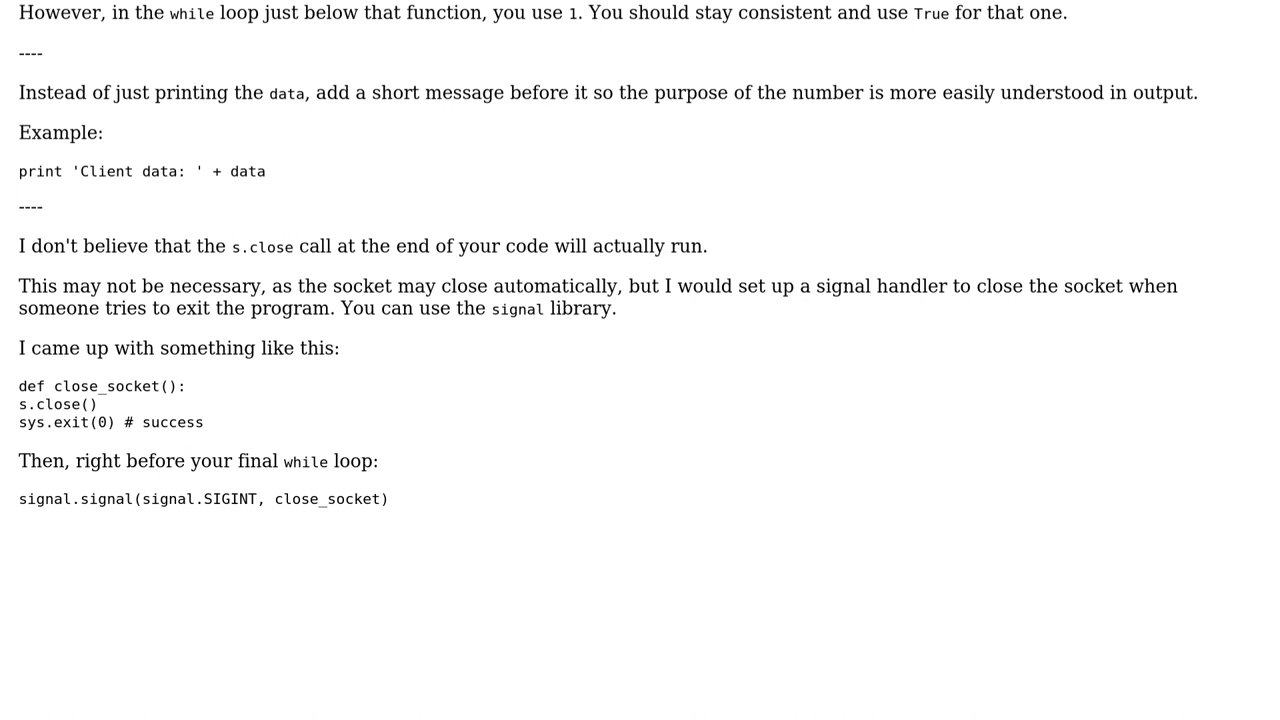 However, in the while loop just below that function, you use 1. You should stay consistent and use True for that one.
----
Instead of just printing the data, add a short message before it so the purpose of the number is more easily understood in output.
Example:
print 'Client data: ' + data
----
I don't believe that the s.close call at the end of your code will actually run.
This may not be necessary, as the socket may close automatically, but I would set up a signal handler to close the socket when
someone tries to exit the program. You can use the signal library.
I came up with something like this:
def close_socket():
s.close()
sys.exit(0) # success
Then, right before your final while loop:
signal.signal(signal.SIGINT, close_socket)